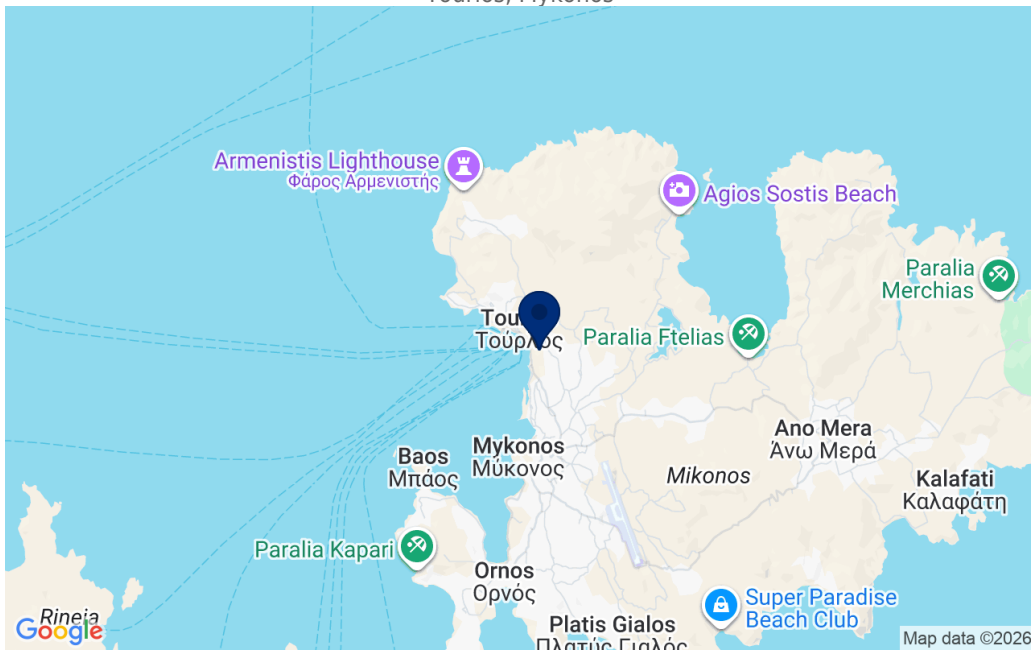 Armenistis Lighthouse
Φάρος Αρμενιστής
Agios Sostis Beach
Paralia
Merchias
Τούρλος
Paralia Ftelias
Ano Mera
Άνω Μερά
Mykonos
Μύκονος
Baos
Μπάος
Mikonos
Kalafati
Καλαφάτη
Paralia Kapari
Ornos
Ορνός
Super Paradise
Beach Club
Rineia
Platis Gialos
Πλατύς Γιαλός
Google
Map data ©2026